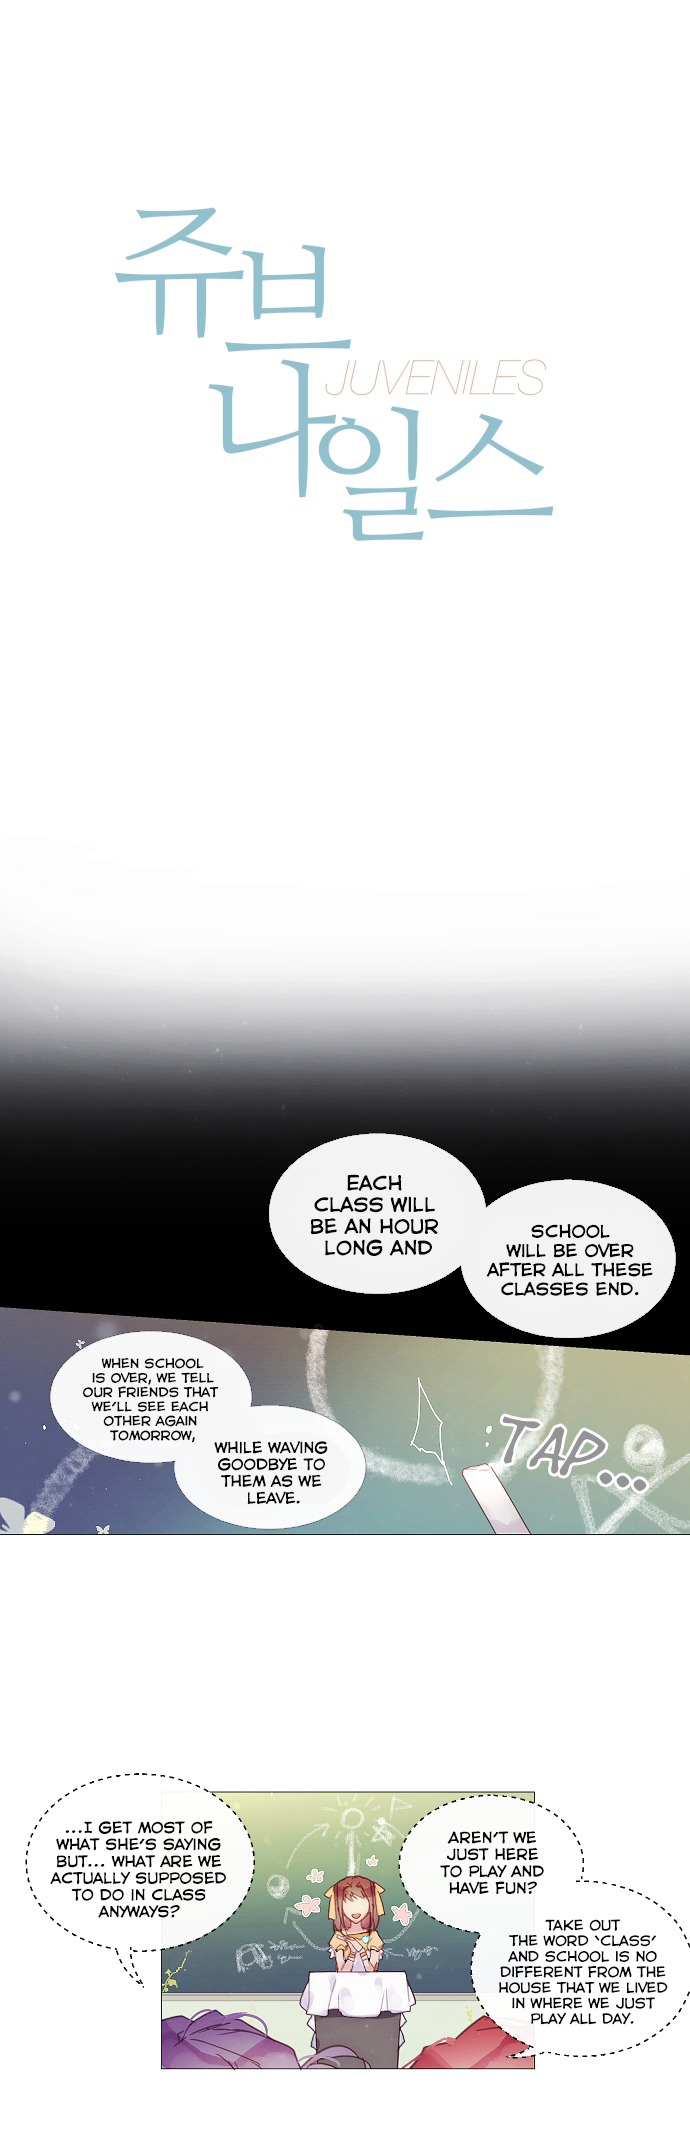 쥬브
나일스
JUVENILES
EACH
CLASS WILL
BE AN HOUR
LONG AND
SCHOOL
WILL BE OVER
AFTER ALL THESE
CLASSES END.
WHEN SCHOOL
IS OVER, WE TELL
OUR FRIENDS THAT
WE'LL SEE EACH
OTHER AGAIN
TOMORROW,
WHILE WAVING
GOODBYE TO
THEM AS WE
LEAVE.
TAP...
...I GET MOST OF
WHAT SHE'S SAYING
BUT... WHAT ARE WE
ACTUALLY SUPPOSED
TO DO IN CLASS
ANYWAYS?
AREN'T WE
JUST HERE
TO PLAY AND
HAVE FUN?
TAKE OUT
THE WORD 'CLASS'
AND SCHOOL IS NO
DIFFERENT FROM THE
HOUSE THAT WE LIVED
IN WHERE WE JUST
PLAY ALL DAY.